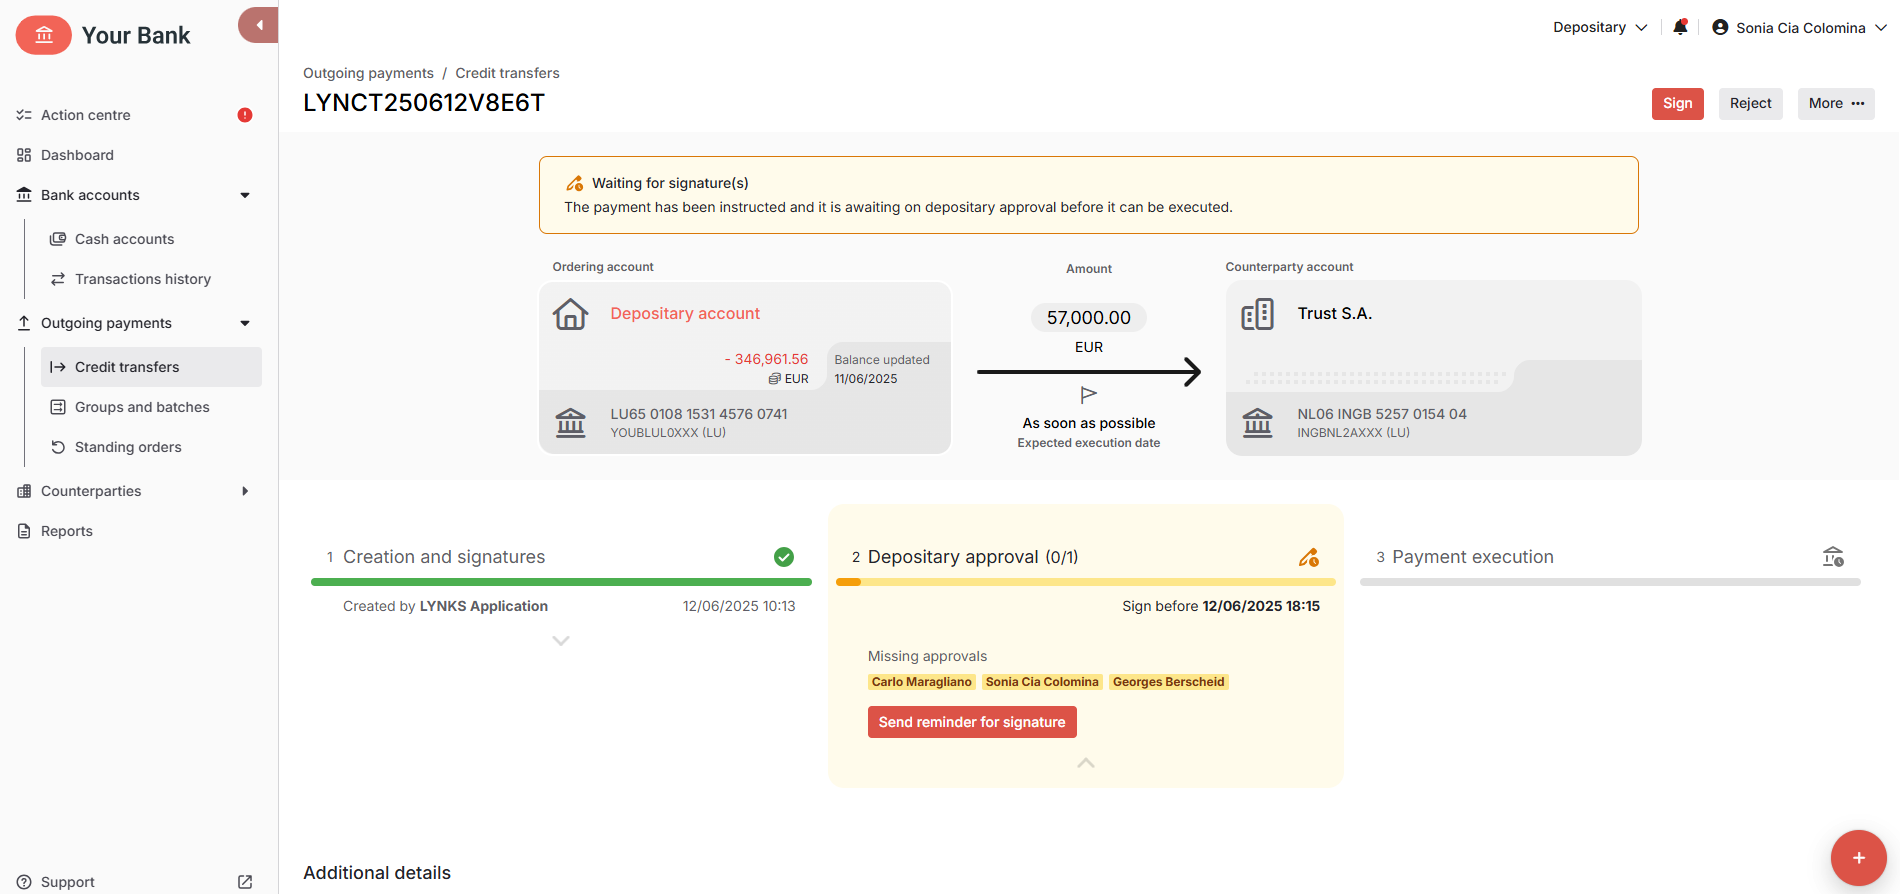 Your Bank
Depositary
Sonia Cia Colomina
Action centre
Dashboard
Bank accounts
Cash accounts
Transactions history
Outgoing payments
Credit transfers
Groups and batches
Standing orders
Counterparties
Reports
Support
Outgoing payments / Credit transfers
LYNCT250612V8E6T
Sign
Reject
More
Waiting for signature(s)
The payment has been instructed and it is awaiting on depositary approval before it can be executed.
Ordering account
Depositary account
- 346,961.56
EUR
Balance updated
11/06/2025
LU65 0108 1531 4576 0741
YOUBLUL0XXX (LU)
Amount
57,000.00
EUR
As soon as possible
Expected execution date
Counterparty account
Trust S.A.
NL06 INGB 5257 0154 04
INGBNL2AXXX (LU)
1 Creation and signatures
Created by LYNKS Application 12/06/2025 10:13
2 Depositary approval (0/1)
Sign before 12/06/2025 18:15
Missing approvals
Carlo Maragliano Sonia Cia Colomina Georges Berscheid
Send reminder for signature
3 Payment execution
Additional details